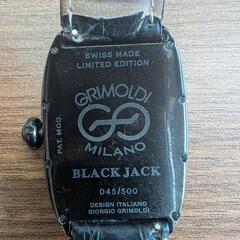 SWISS MADE
LIMITED EDITION
GRIMOLDI
MILANO
PAT. MOD.
BLACK JACK
045/500
DESIGN ITALIANO
GIORGIO GRIMOLDI